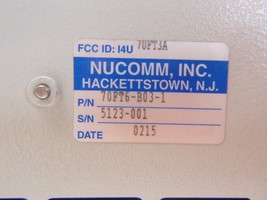 FCC ID: I4U 70FT3A
NUCOMM, INC.
HACKETTSTOWN, N.J.
P/N 70FT6-B03-1
S/N 5123-001
DATE 0215